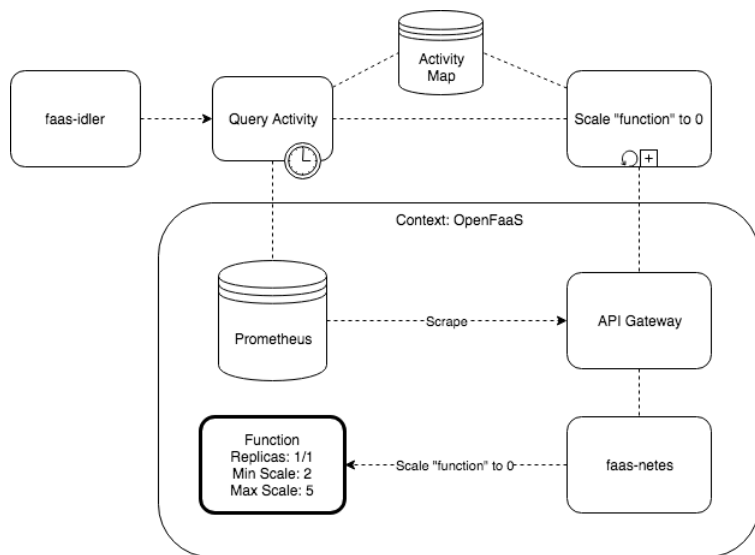 Activity
Map
faas-idler
Query Activity
Scale "function" to 0
Context: OpenFaaS
Prometheus
Scrape
API Gateway
Function
Replicas: 1/1
Min Scale: 2
Max Scale: 5
Scale "function" to 0
faas-netes